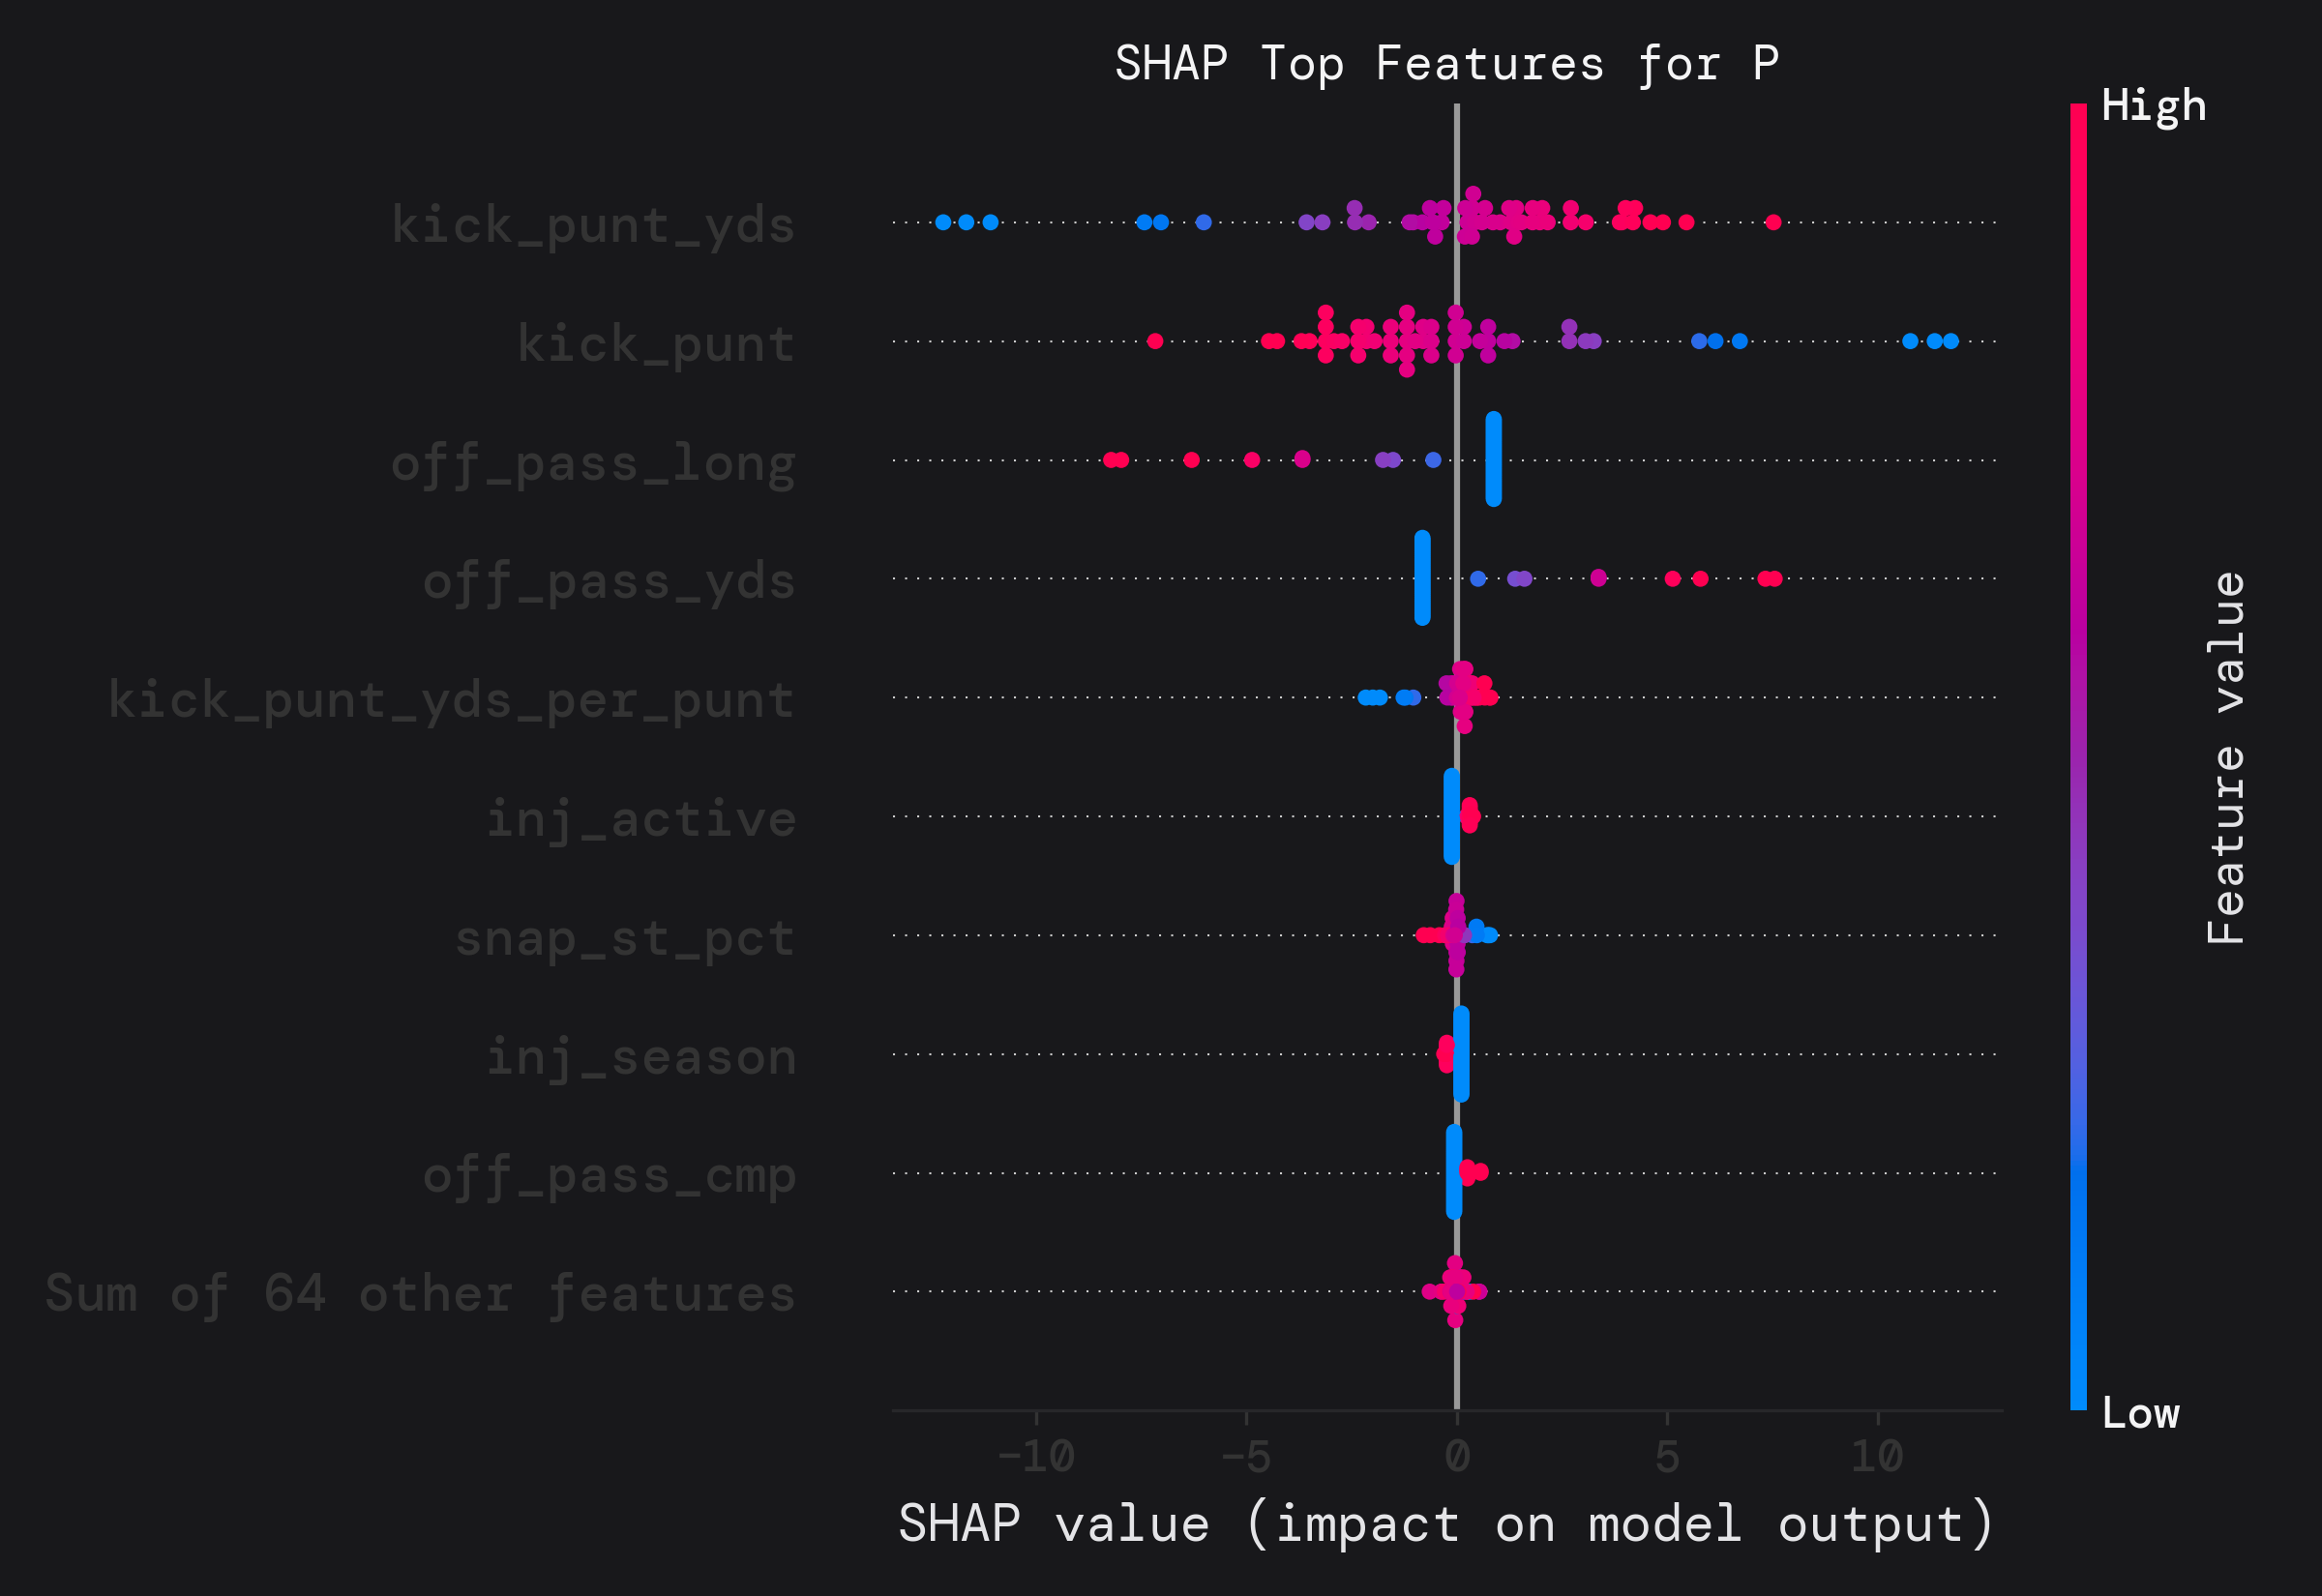 SHAP Top Features for P
High
kick_punt_yds
kick_punt
off_pass_long
off_pass_yds
kick_punt_yds_per_punt
inj_active
snap_st_pct
inj_season
off_pass_cmp
Sum of 64 other features
Feature value
Low
−10 −5 0 5 10
SHAP value (impact on model output)